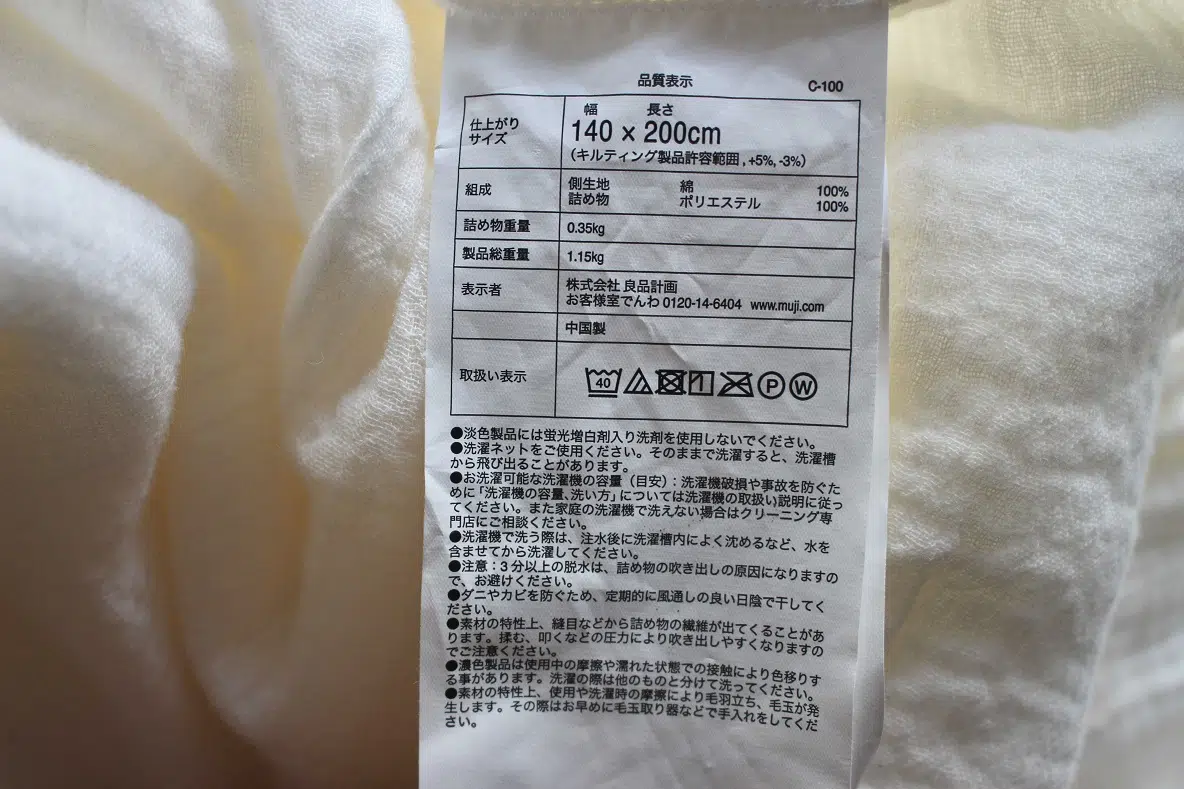 品質表示 C-100
仕上がり 幅 長さ
サイズ 140 × 200cm
（キルティング製品許容範囲，+5%, -3%）
組成 側生地 綿 100%
詰め物 ポリエステル 100%
詰め物重量 0.35kg
製品総重量 1.15kg
表示者 株式会社 良品計画
お客様室でんわ 0120-14-6404 www.muji.com
中国製
取扱い表示 40 P W
●淡色製品には蛍光増白剤入り洗剤を使用しないでください。
●洗濯ネットをご使用ください。そのままで洗濯すると、洗濯槽
から飛び出ることがあります。
●お洗濯可能な洗濯機の容量（目安）：洗濯機破損や事故を防ぐた
めに「洗濯機の容量、洗い方」については洗濯機の取扱い説明に従っ
てください。また家庭の洗濯機で洗えない場合はクリーニング専
門店にご相談ください。
●洗濯機で洗う際は、注水後に洗濯槽内によく沈めるなど、水を
含ませてから洗濯してください。
●注意：3分以上の脱水は、詰め物の吹き出しの原因になりますの
で、お避けください。
●ダニやカビを防ぐため、定期的に風通しの良い日陰で干してく
ださい。
●素材の特性上、縫目などから詰め物の繊維が出てくることがあ
ります。揉む、叩くなどの圧力により吹き出しやすくなりますの
でご注意ください。
●濃色製品は使用中の摩擦や濡れた状態での接触により色移りす
る事があります。洗濯の際は他のものと分けて洗ってください。
●素材の特性上、使用や洗濯時の摩擦により毛羽立ち、毛玉が発
生します。その際はお早めに毛玉取り器などで手入れをしてくだ
さい。